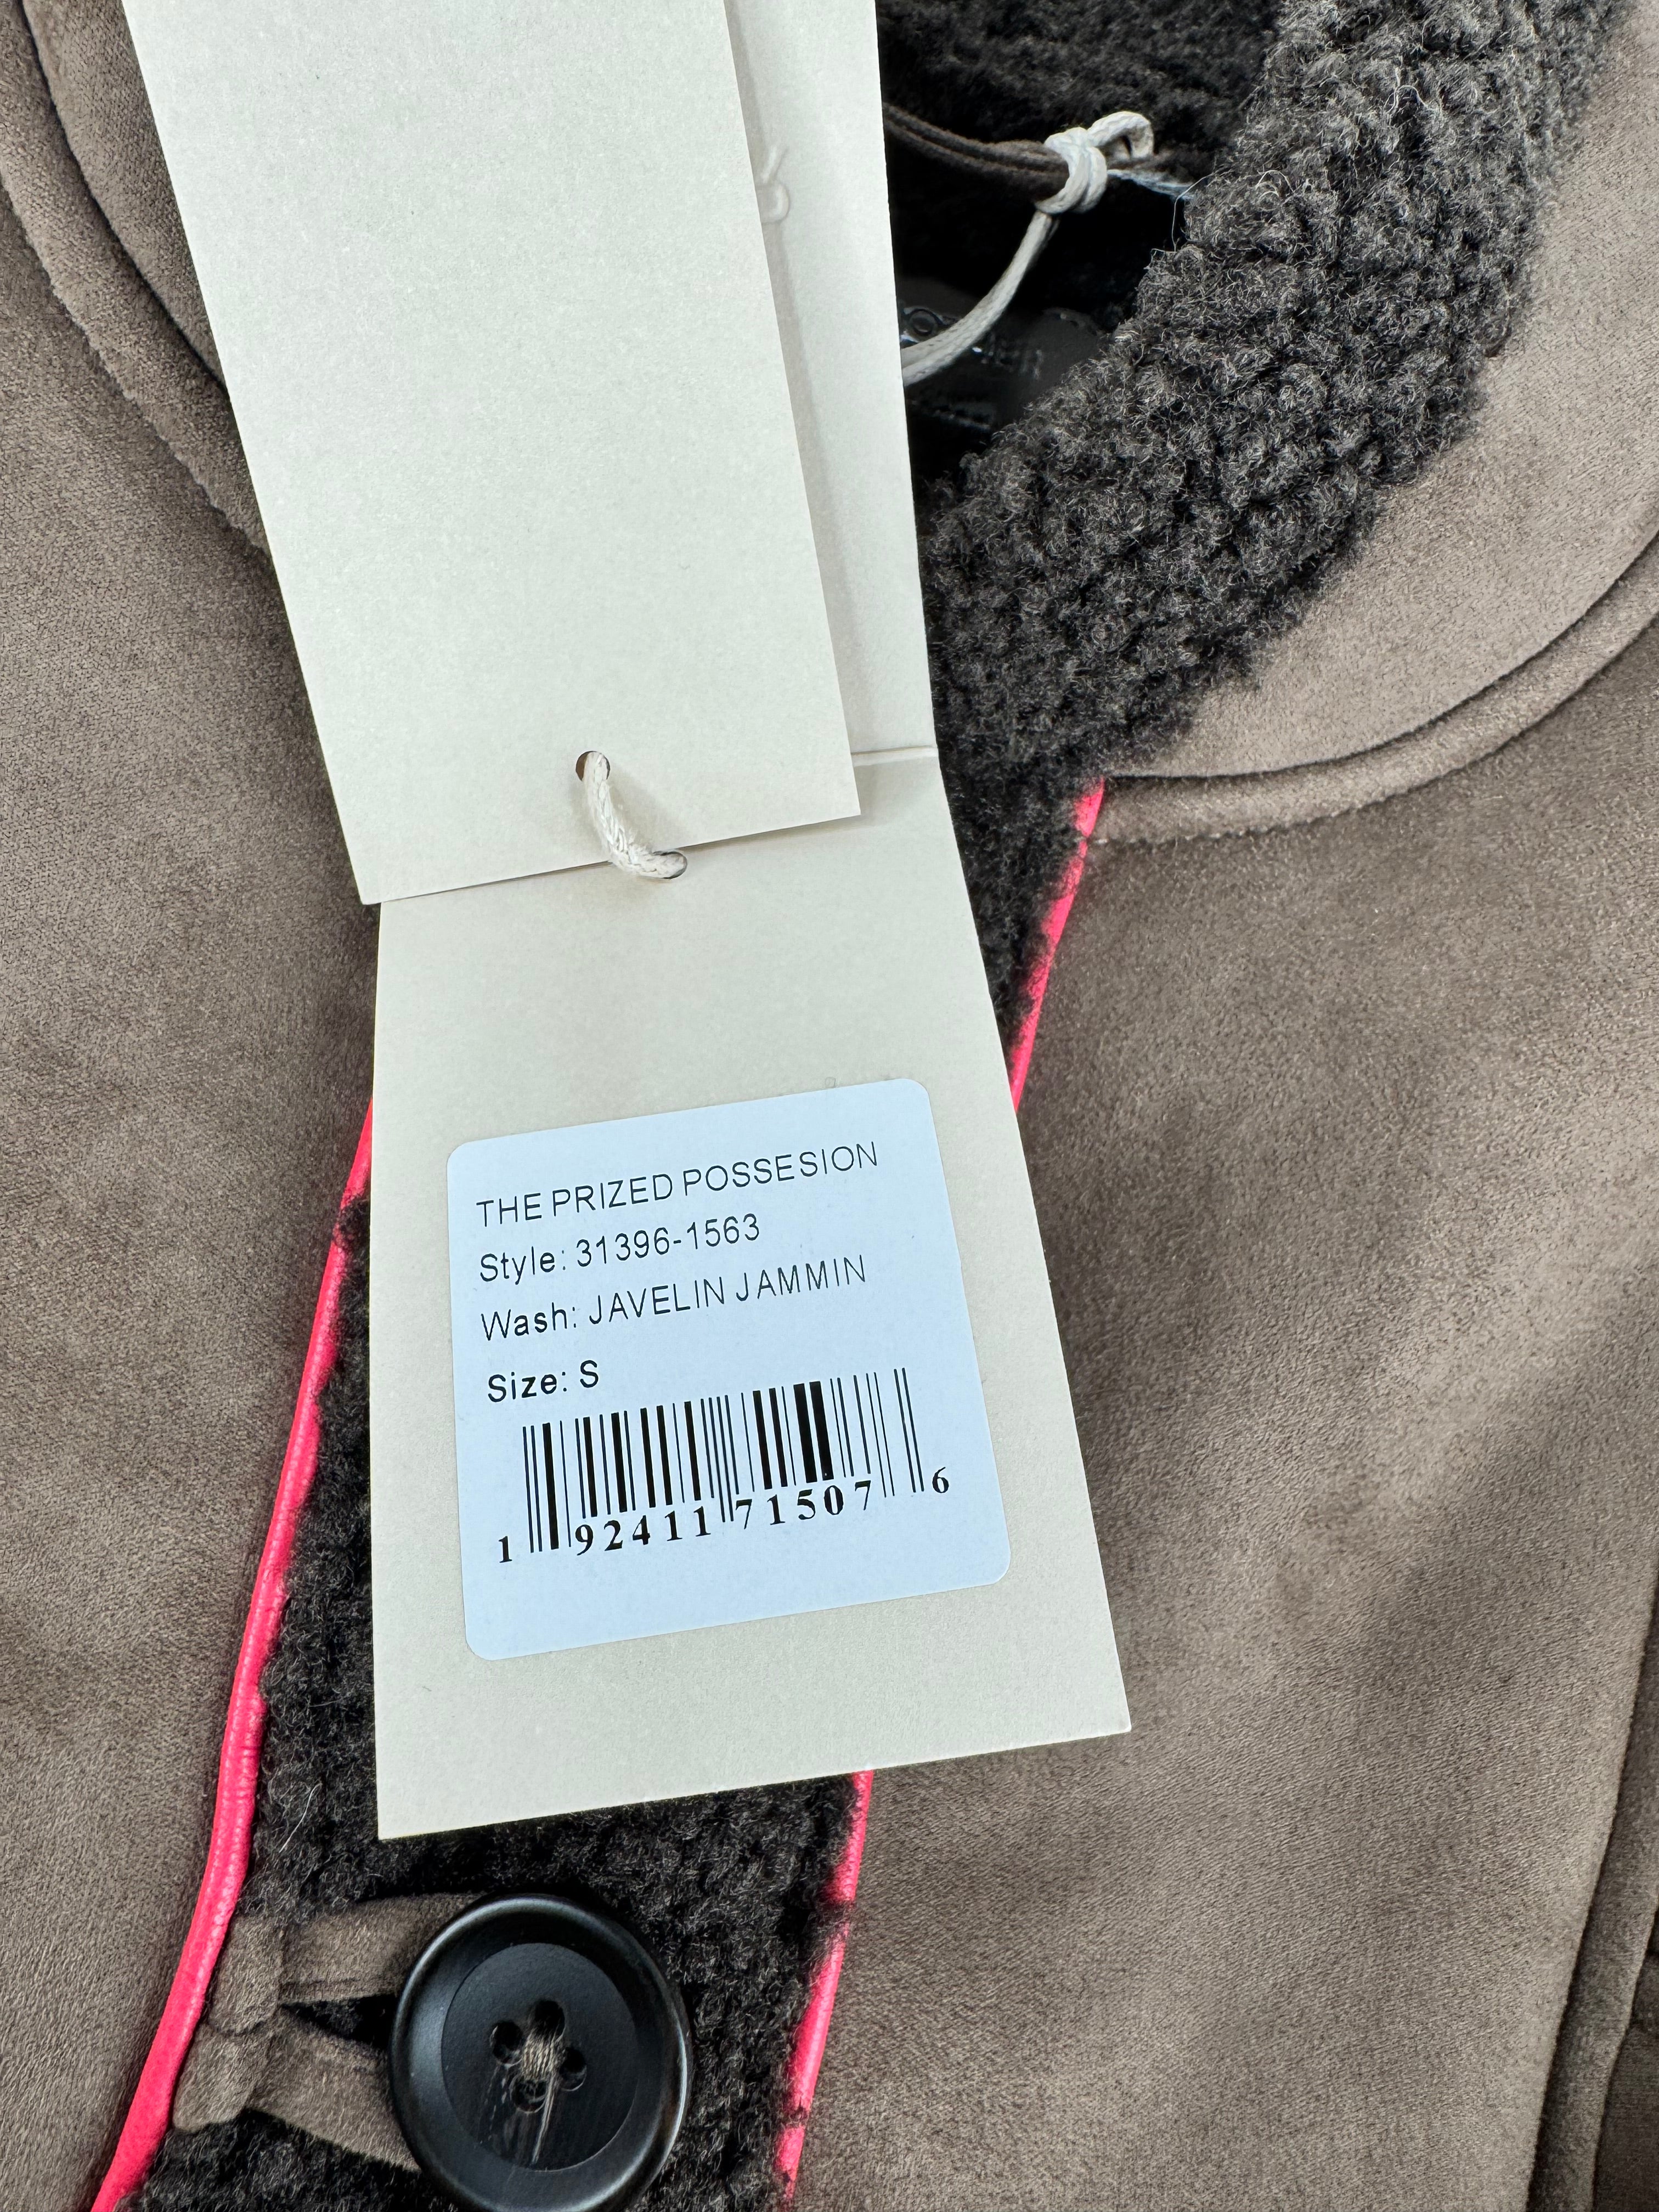 THE PRIZED POSSESION
Style: 31396-1563
Wash: JAVELIN JAMMIN
Size: S
1 92411 71507 6